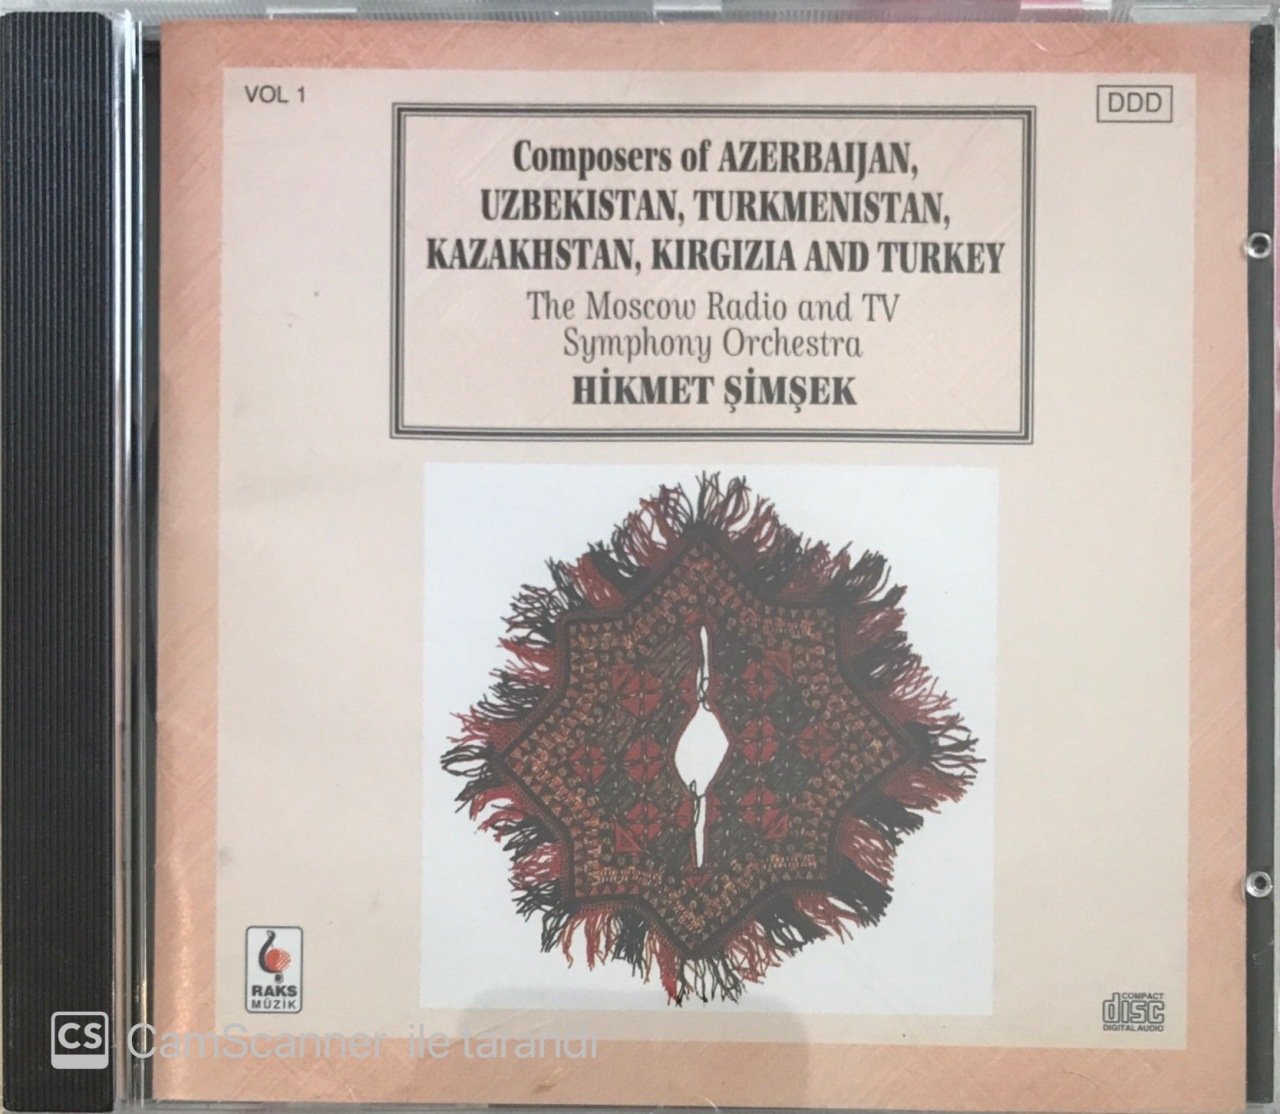 VOL 1
DDD
Composers of AZERBAIJAN,
UZBEKISTAN, TURKMENISTAN,
KAZAKHSTAN, KIRGIZIA AND TURKEY
The Moscow Radio and TV
Symphony Orchestra
HİKMET ŞİMŞEK
RAKS
MÜZİK
COMPACT
disc
DIGITAL AUDIO
CS CamScanner ile tarandı